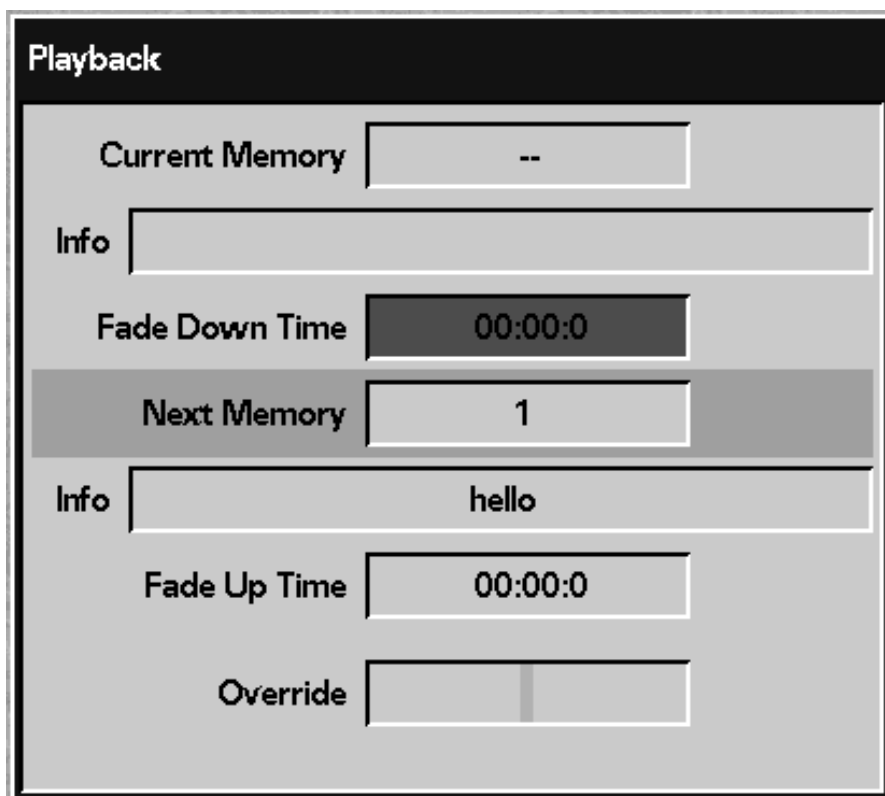 Playback
Current Memory --
Info
Fade Down Time 00:00:0
Next Memory 1
Info hello
Fade Up Time 00:00:0
Override